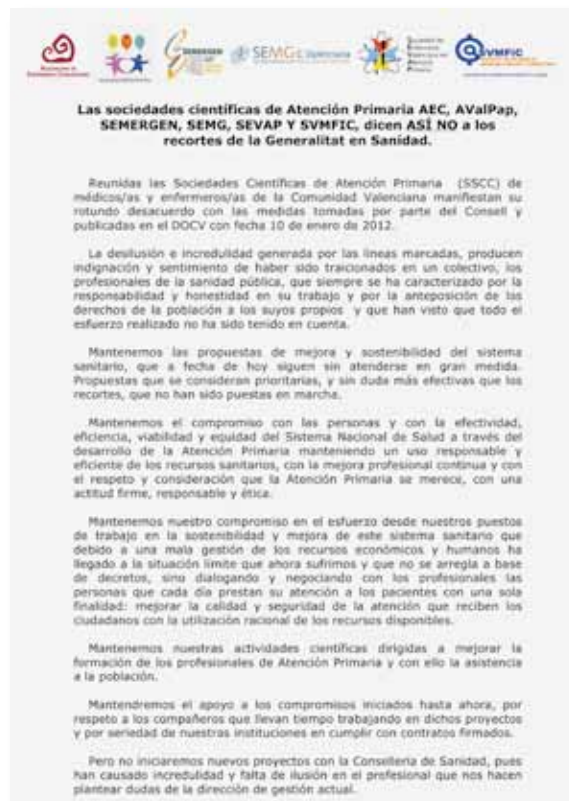 SEMERGEN
SEMG
SVMFiC
Las sociedades científicas de Atención Primaria AEC, AValPap,
SEMERGEN, SEMG, SEVAP Y SVMFIC, dicen ASÍ NO a los
recortes de la Generalitat en Sanidad.
Reunidas las Sociedades Científicas de Atención Primaria (SSCC) de
médicos/as y enfermeros/as de la Comunidad Valenciana manifiestan su
rotundo desacuerdo con las medidas tomadas por parte del Consell y
publicadas en el DOCV con fecha 10 de enero de 2012.
La desilusión e incredulidad generada por las líneas marcadas, producen
indignación y sentimiento de haber sido traicionados en un colectivo, los
profesionales de la sanidad pública, que siempre se ha caracterizado por la
responsabilidad y honestidad en su trabajo y por la anteposición de los
derechos de la población a los suyos propios y que han visto que todo el
esfuerzo realizado no ha sido tenido en cuenta.
Mantenemos las propuestas de mejora y sostenibilidad del sistema
sanitario, que a fecha de hoy siguen sin atenderse en gran medida.
Propuestas que se consideran prioritarias, y sin duda más efectivas que los
recortes, que no han sido puestas en marcha.
Mantenemos el compromiso con las personas y con la efectividad,
eficiencia, viabilidad y equidad del Sistema Nacional de Salud a través del
desarrollo de la Atención Primaria manteniendo un uso responsable y
eficiente de los recursos sanitarios, con la mejora profesional continua y con
el respeto y consideración que la Atención Primaria se merece, con una
actitud firme, responsable y ética.
Mantenemos nuestro compromiso en el esfuerzo desde nuestros puestos
de trabajo en la sostenibilidad y mejora de este sistema sanitario que
debido a una mala gestión de los recursos económicos y humanos ha
llegado a la situación límite que ahora sufrimos y que no se arregla a base
de decretos, sino dialogando y negociando con los profesionales las
personas que cada día prestan su atención a los pacientes con una sola
finalidad: mejorar la calidad y seguridad de la atención que reciben los
ciudadanos con la utilización racional de los recursos disponibles.
Mantenemos nuestras actividades científicas dirigidas a mejorar la
formación de los profesionales de Atención Primaria y con ello la asistencia
a la población.
Mantendremos el apoyo a los compromisos iniciados hasta ahora, por
respeto a los compañeros que llevan tiempo trabajando en dichos proyectos
y por seriedad de nuestras instituciones en cumplir con contratos firmados.
Pero no iniciaremos nuevos proyectos con la Conselleria de Sanidad, pues
han causado incredulidad y falta de ilusión en el profesional que nos hacen
plantear dudas de la dirección de gestión actual.